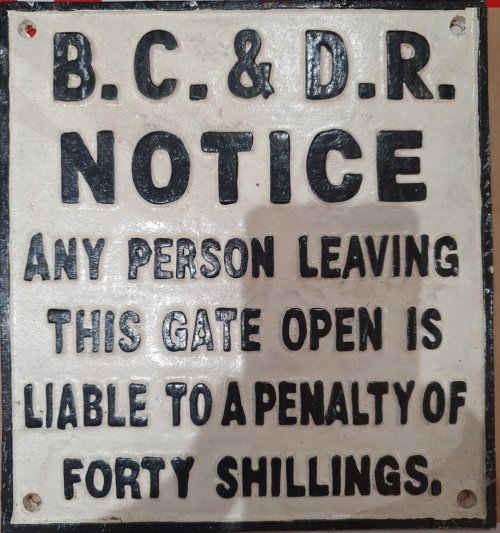 B.C.& D.R.
NOTICE
ANY PERSON LEAVING
THIS GATE OPEN IS
LIABLE TO A PENALTY OF
FORTY SHILLINGS.